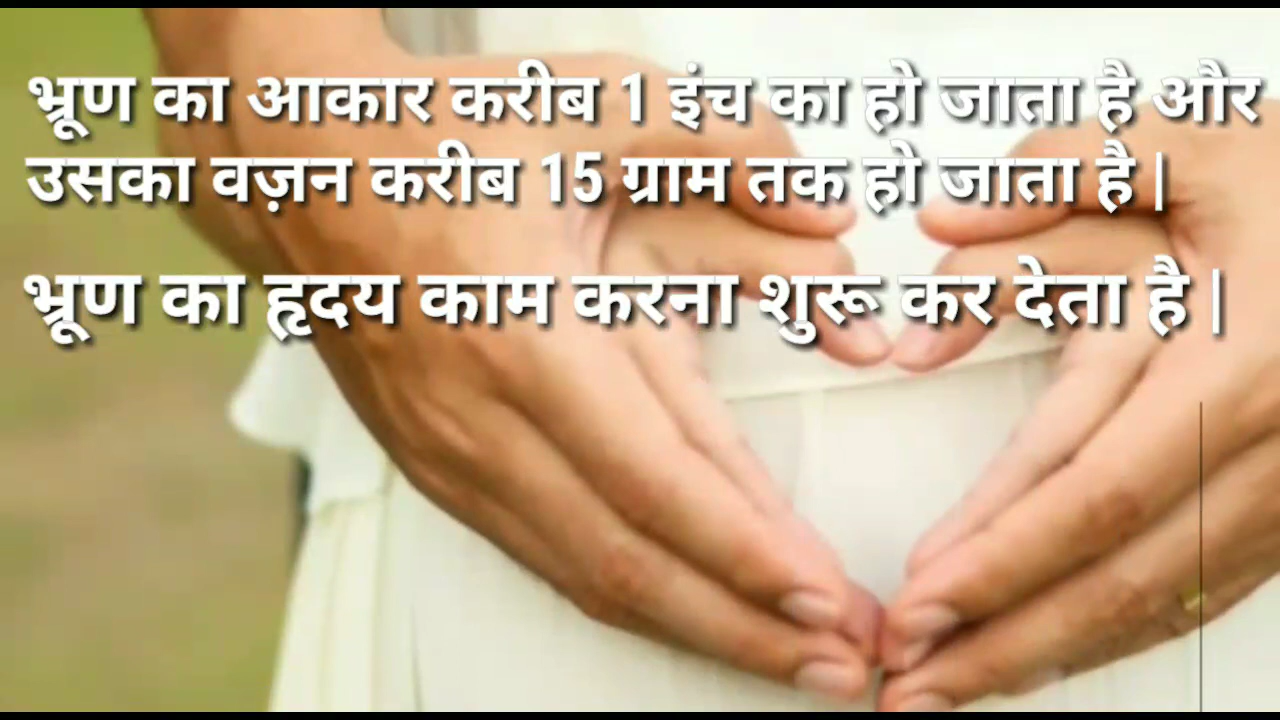 भ्रूण का आकार करीब 1 इंच का हो जाता है और
उसका वज़न करीब 15 ग्राम तक हो जाता है |
भ्रूण का हृदय काम करना शुरू कर देता है |